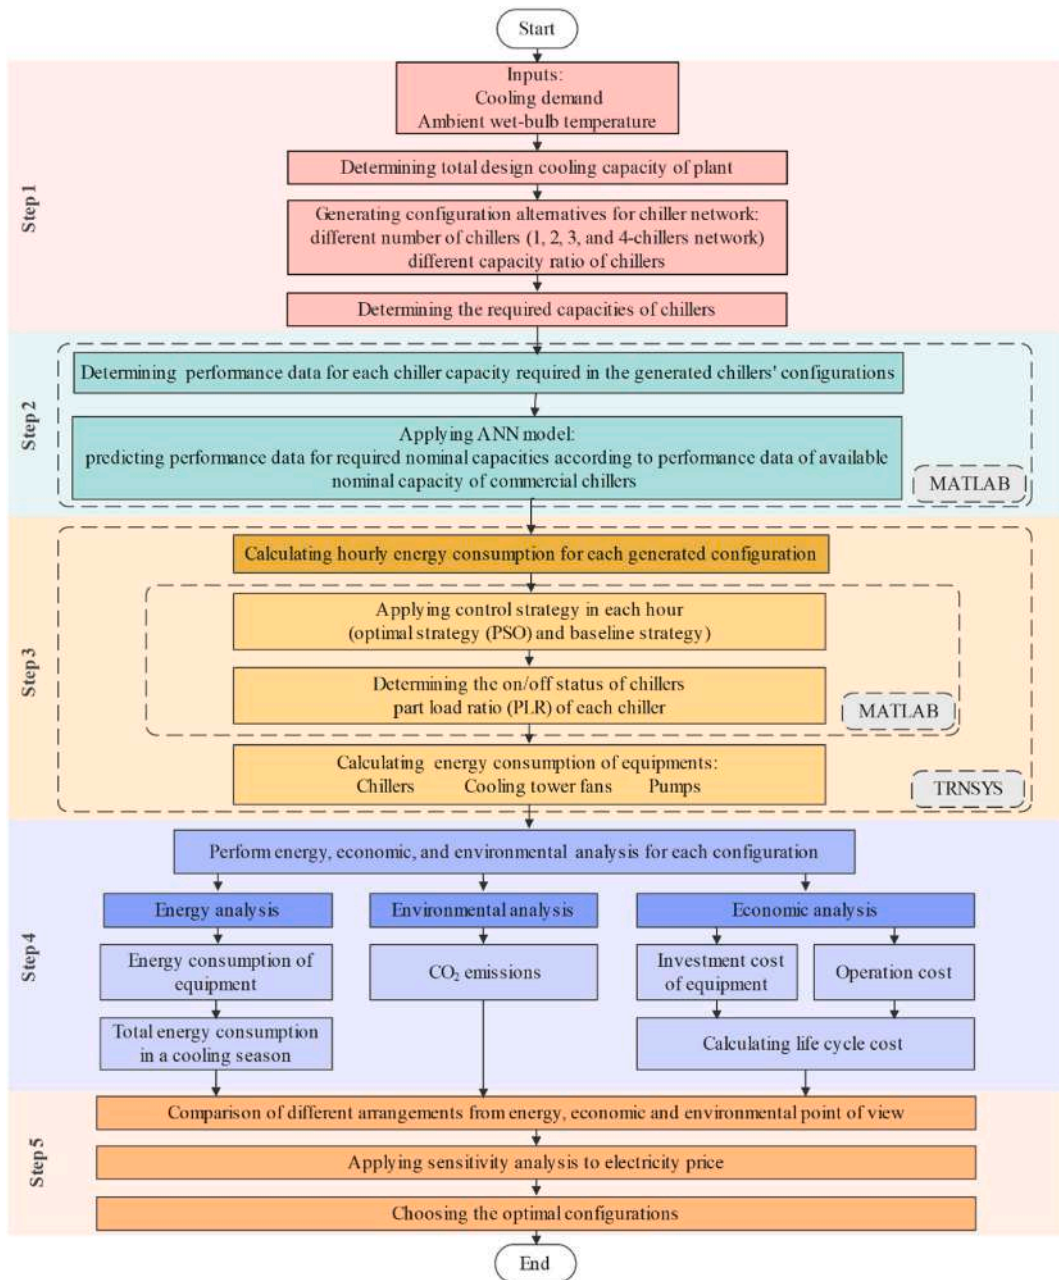 Start
Step 1
Inputs:
Cooling demand
Ambient wet-bulb temperature
Determining total design cooling capacity of plant
Generating configuration alternatives for chiller network:
different number of chillers (1, 2, 3, and 4-chillers network)
different capacity ratio of chillers
Determining the required capacities of chillers
Step 2
Determining performance data for each chiller capacity required in the generated chillers' configurations
Applying ANN model:
predicting performance data for required nominal capacities according to performance data of available
nominal capacity of commercial chillers
MATLAB
Step 3
Calculating hourly energy consumption for each generated configuration
Applying control strategy in each hour
(optimal strategy (PSO) and baseline strategy)
Determining the on/off status of chillers
part load ratio (PLR) of each chiller
MATLAB
Calculating energy consumption of equipments:
Chillers Cooling tower fans Pumps
TRNSYS
Step 4
Perform energy, economic, and environmental analysis for each configuration
Energy analysis
Environmental analysis
Economic analysis
Energy consumption of
equipment
CO₂ emissions
Investment cost
of equipment
Operation cost
Total energy consumption
in a cooling season
Calculating life cycle cost
Step 5
Comparison of different arrangements from energy, economic and environmental point of view
Applying sensitivity analysis to electricity price
Choosing the optimal configurations
End